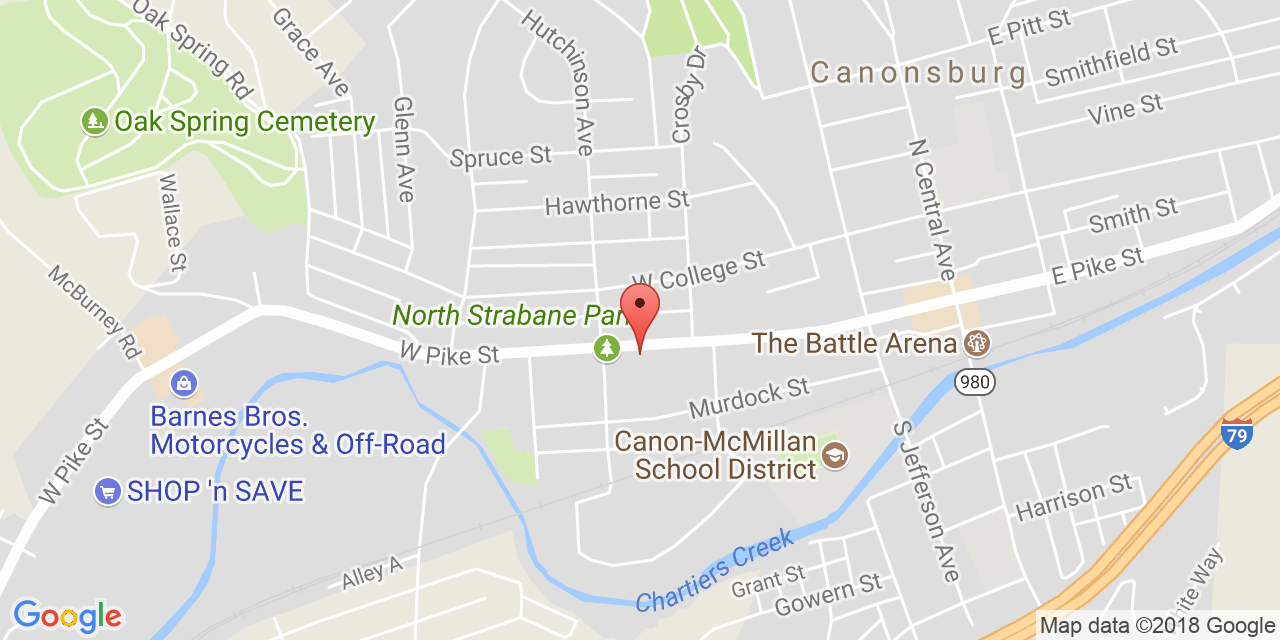 Oak Spring Rd
Grace Ave
Hutchinson Ave
Crosby Dr
E Pitt St
Smithfield St
Canonsburg
Vine St
Oak Spring Cemetery
Glenn Ave
Spruce St
N Central Ave
Wallace St
Hawthorne St
Smith St
W College St
E Pike St
McBurney Rd
North Strabane Par
W Pike St
The Battle Arena
980
Barnes Bros.
Motorcycles & Off-Road
Murdock St
79
W Pike St
Canon-McMillan
School District
SHOP 'n SAVE
S Jefferson Ave
Harrison St
Alley A
Chartiers Creek
Grant St
Gowern St
Way
Google
Map data ©2018 Google